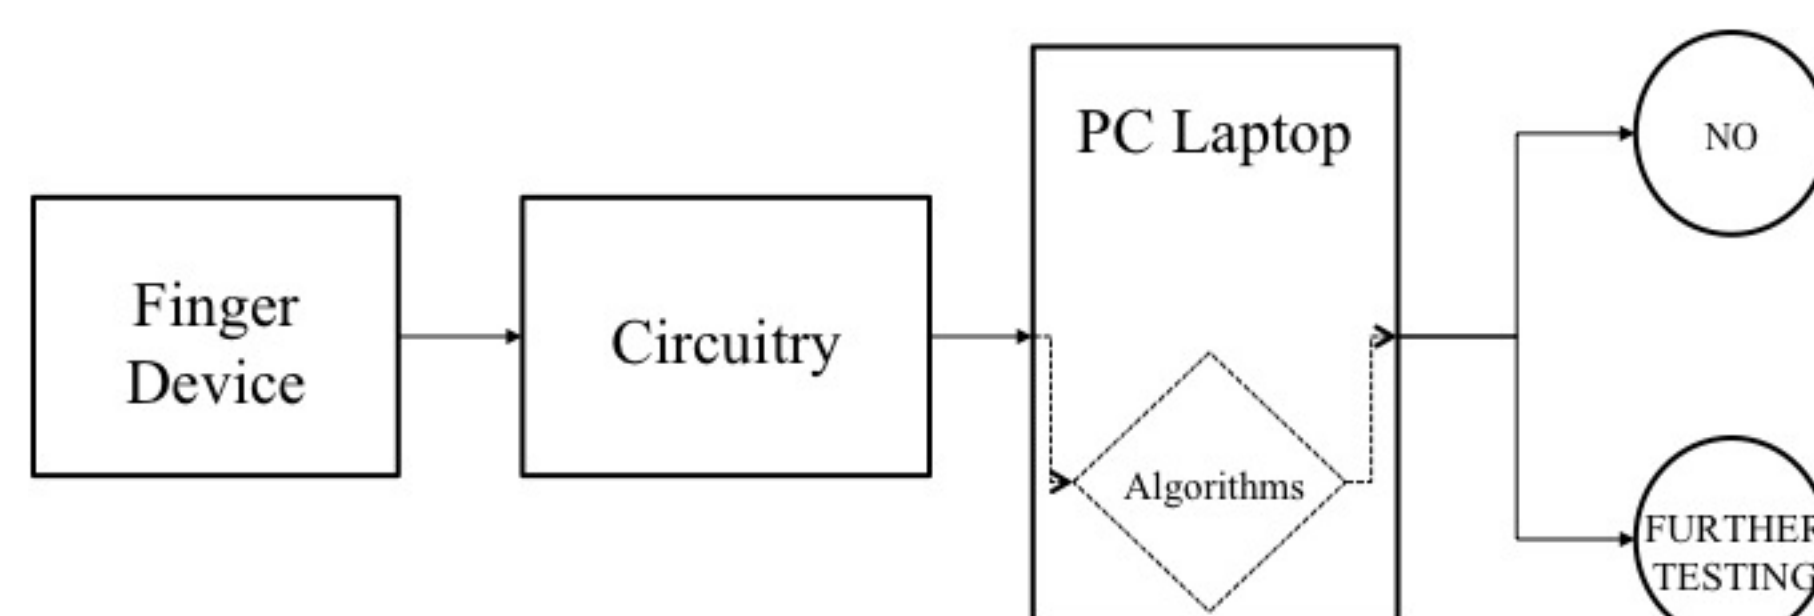 Finger
Device
Circuitry
PC Laptop
Algorithms
NO
FURTHER
TESTING